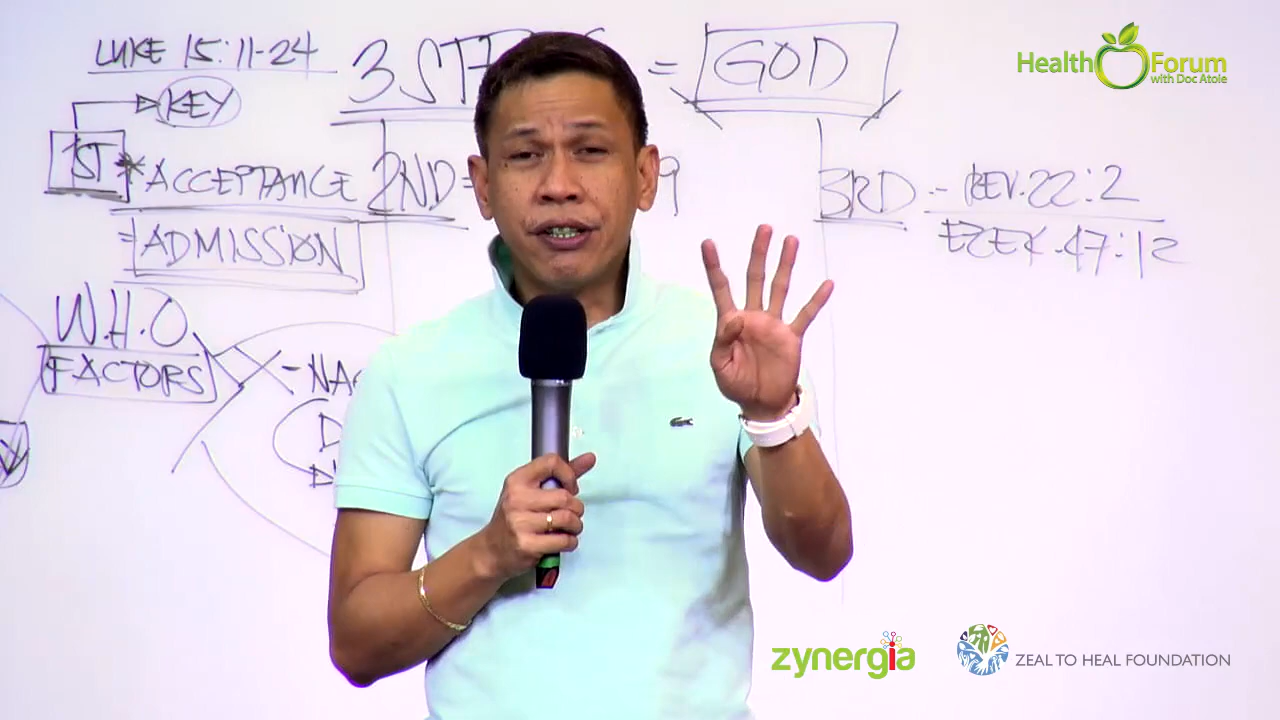 LUKE 15:11-24
3 = GOD
Health Forum
with Doc Atole
KEY
1ST * ACCEPTANCE
= ADMISSION
2ND = 9
3RD - REV. 22:2
EZEK. 47:12
W.H.O
FACTORS
zynergia
ZEAL TO HEAL FOUNDATION